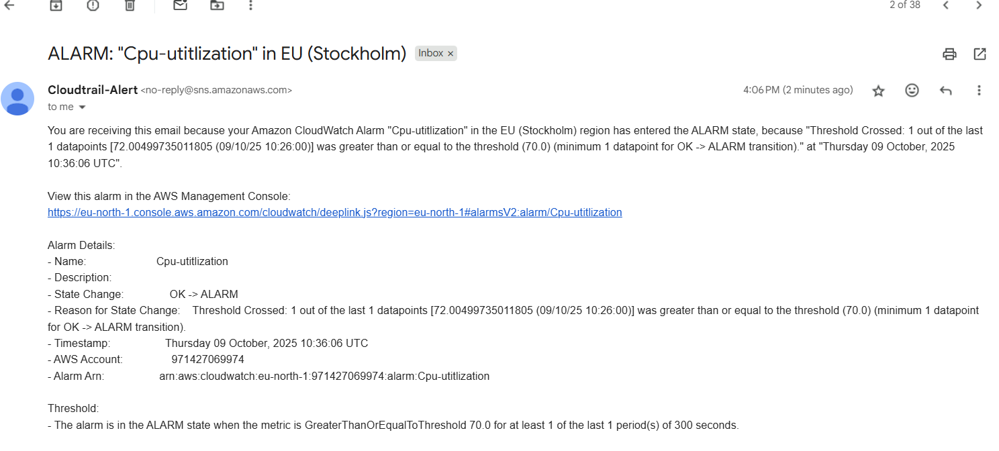 2 of 38
ALARM: "Cpu-utitlization" in EU (Stockholm) Inbox ×
Cloudtrail-Alert <no-reply@sns.amazonaws.com> 4:06 PM (2 minutes ago)
to me
You are receiving this email because your Amazon CloudWatch Alarm "Cpu-utitlization" in the EU (Stockholm) region has entered the ALARM state, because "Threshold Crossed: 1 out of the last
1 datapoints [72.00499735011805 (09/10/25 10:26:00)] was greater than or equal to the threshold (70.0) (minimum 1 datapoint for OK -> ALARM transition)." at "Thursday 09 October, 2025
10:36:06 UTC".
View this alarm in the AWS Management Console:
https://eu-north-1.console.aws.amazon.com/cloudwatch/deeplink.js?region=eu-north-1#alarmsV2:alarm/Cpu-utitlization
Alarm Details:
- Name: Cpu-utitlization
- Description:
- State Change: OK -> ALARM
- Reason for State Change: Threshold Crossed: 1 out of the last 1 datapoints [72.00499735011805 (09/10/25 10:26:00)] was greater than or equal to the threshold (70.0) (minimum 1 datapoint
for OK -> ALARM transition).
- Timestamp: Thursday 09 October, 2025 10:36:06 UTC
- AWS Account: 971427069974
- Alarm Arn: arn:aws:cloudwatch:eu-north-1:971427069974:alarm:Cpu-utitlization
Threshold:
- The alarm is in the ALARM state when the metric is GreaterThanOrEqualToThreshold 70.0 for at least 1 of the last 1 period(s) of 300 seconds.